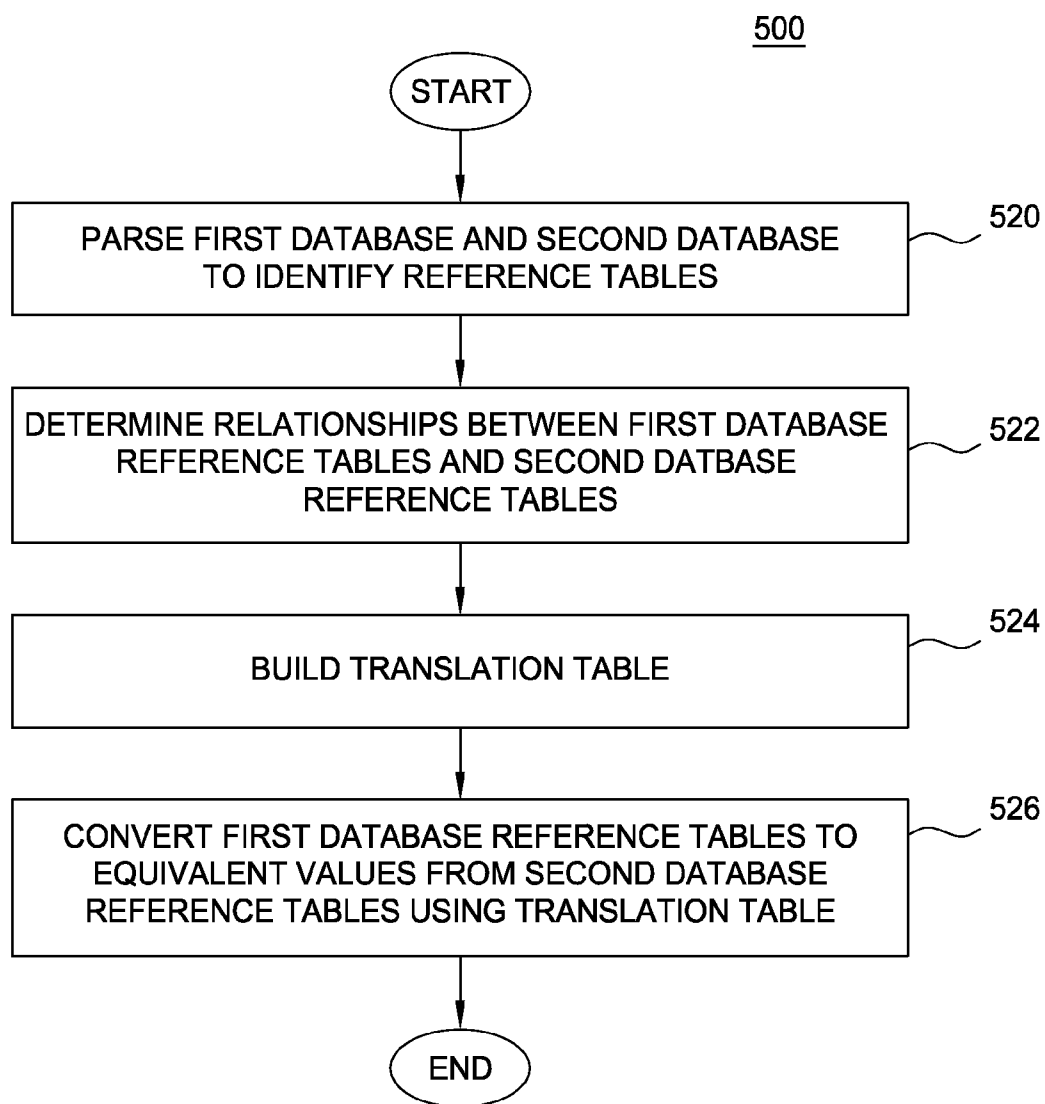 500
START
PARSE FIRST DATABASE AND SECOND DATABASE
TO IDENTIFY REFERENCE TABLES
520
DETERMINE RELATIONSHIPS BETWEEN FIRST DATABASE
REFERENCE TABLES AND SECOND DATBASE
REFERENCE TABLES
522
BUILD TRANSLATION TABLE
524
CONVERT FIRST DATABASE REFERENCE TABLES TO
EQUIVALENT VALUES FROM SECOND DATABASE
REFERENCE TABLES USING TRANSLATION TABLE
526
END